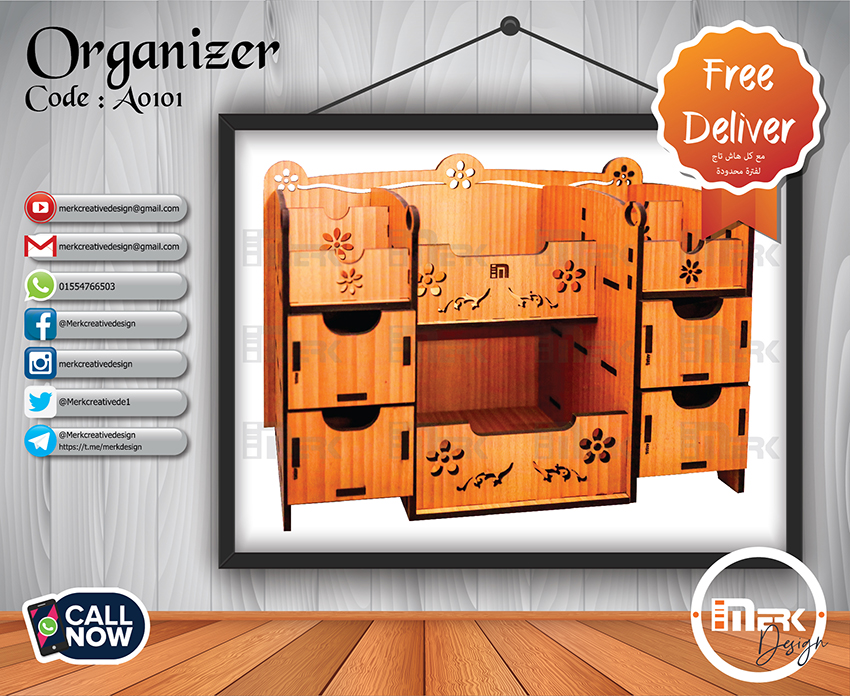 Organizer
Code : A0101
Free
Deliver
مع كل هاش تاج
لفترة محدودة
merkcreativedesign@gmail.com
merkcreativedesign@gmail.com
01554766503
@Merkcreativedesign
merkcreativedesign
@Merkcreativede1
@Merkcreativedesign
https://t.me/merkdesign
CALL
NOW
MERK
Design